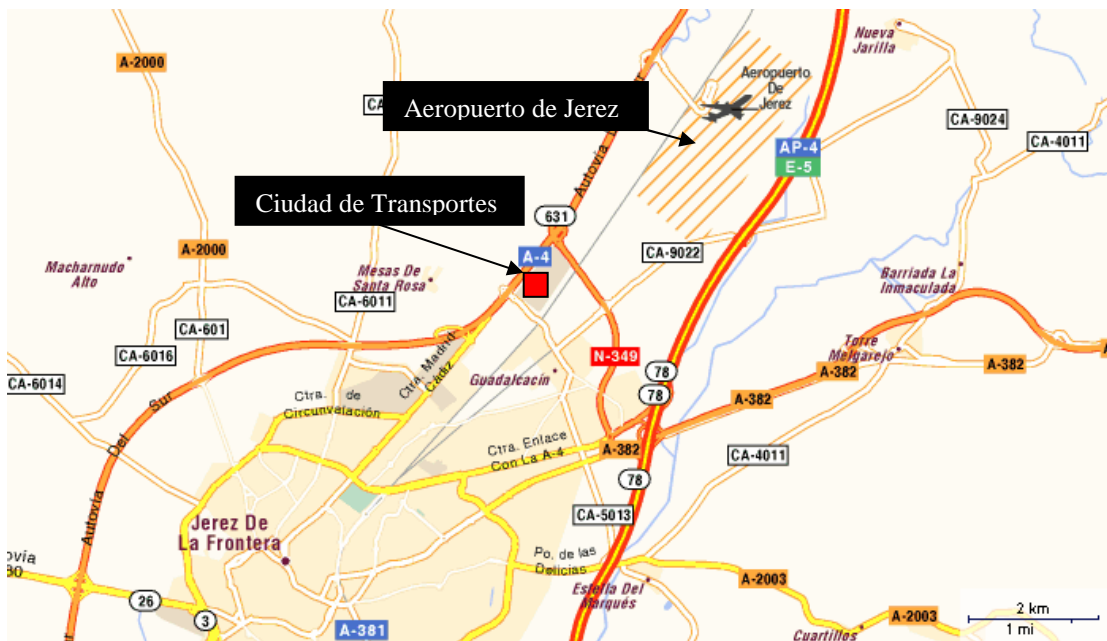 Nueva
Jarilla
A-2000
Aeropuerto
De
Jerez
Aeropuerto de Jerez
CA-9024
CA-4011
AP-4
E-5
Autovía
Ciudad de Transportes
631
A-2000
CA-9022
A-4
Macharnudo
Alto
Mesas De
Santa Rosa
Barriada La
Inmaculada
CA-6011
CA-601
Torre
Melgarejo
CA-6016
N-349
78
A-382
A-382
CA-6014
Ctra. Madrid
Cádiz
Guadalcacín
78
A-382
Ctra. de
Circunvalación
Autovía Del Sur
Ctra. Enlace
Con La A-4
A-382
CA-4011
78
CA-5013
Jerez De
La Frontera
Po. de las
Delicias
A-2003
Estella Del
Marqués
26
3
A-381
Cuartillos
A-2003
2 km
1 mi